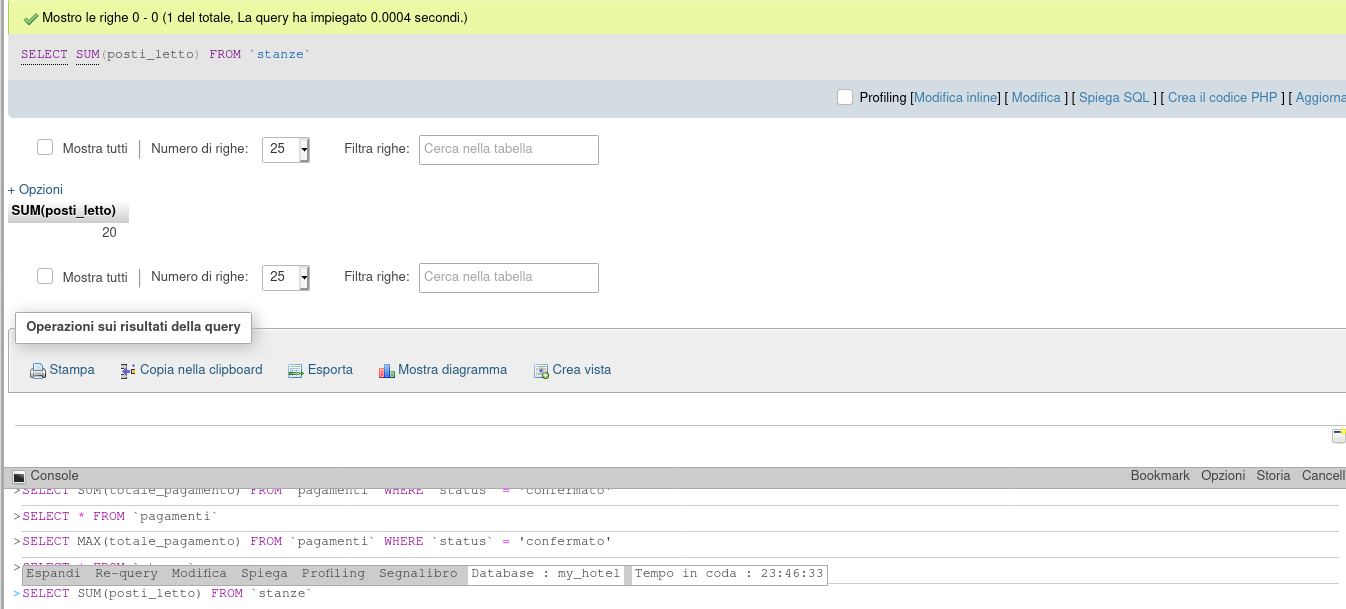 Mostro le righe 0 - 0 (1 del totale, La query ha impiegato 0.0004 secondi.)
SELECT SUM(posti_letto) FROM `stanze`
Profiling [Modifica inline] [ Modifica ] [ Spiega SQL ] [ Crea il codice PHP ] [ Aggiorna
Mostra tutti | Numero di righe: 25 Filtra righe: Cerca nella tabella
+ Opzioni
SUM(posti_letto)
20
Mostra tutti | Numero di righe: 25 Filtra righe: Cerca nella tabella
Operazioni sui risultati della query
Stampa Copia nella clipboard Esporta Mostra diagramma Crea vista
Console Bookmark Opzioni Storia Cancell
>SELECT SUM(totale_pagamento) FROM `pagamenti` WHERE `status` = 'confermato'
>SELECT * FROM `pagamenti`
>SELECT MAX(totale_pagamento) FROM `pagamenti` WHERE `status` = 'confermato'
>SELECT * FROM
Espandi Re-query Modifica Spiega Profiling Segnalibro Database : my_hotel Tempo in coda : 23:46:33
>SELECT SUM(posti_letto) FROM `stanze`